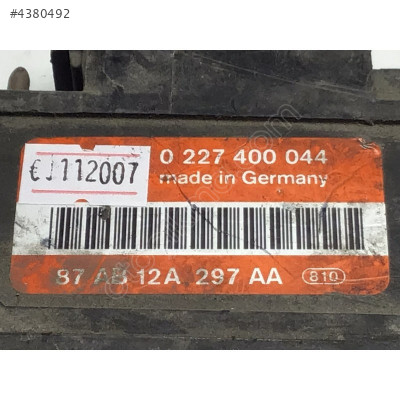 #4380492
0 227 400 044
€J112007
made in Germany
87 AB 12A 297 AA 810